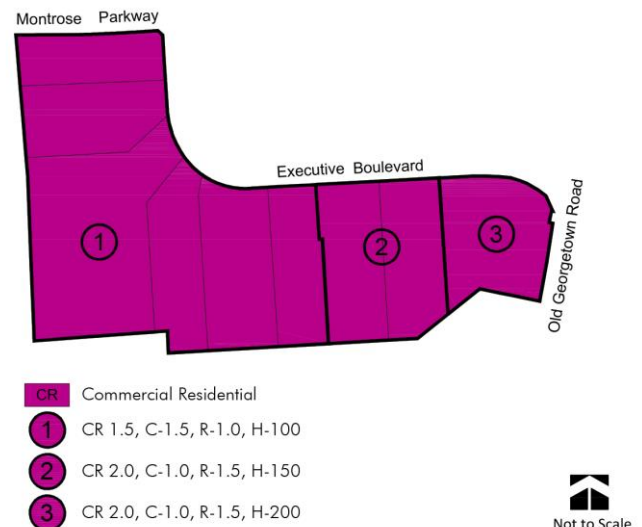 Montrose Parkway
Executive Boulevard
Old Georgetown Road
1
2
3
CR Commercial Residential
1 CR 1.5, C-1.5, R-1.0, H-100
2 CR 2.0, C-1.0, R-1.5, H-150
3 CR 2.0, C-1.0, R-1.5, H-200
Not to Scale